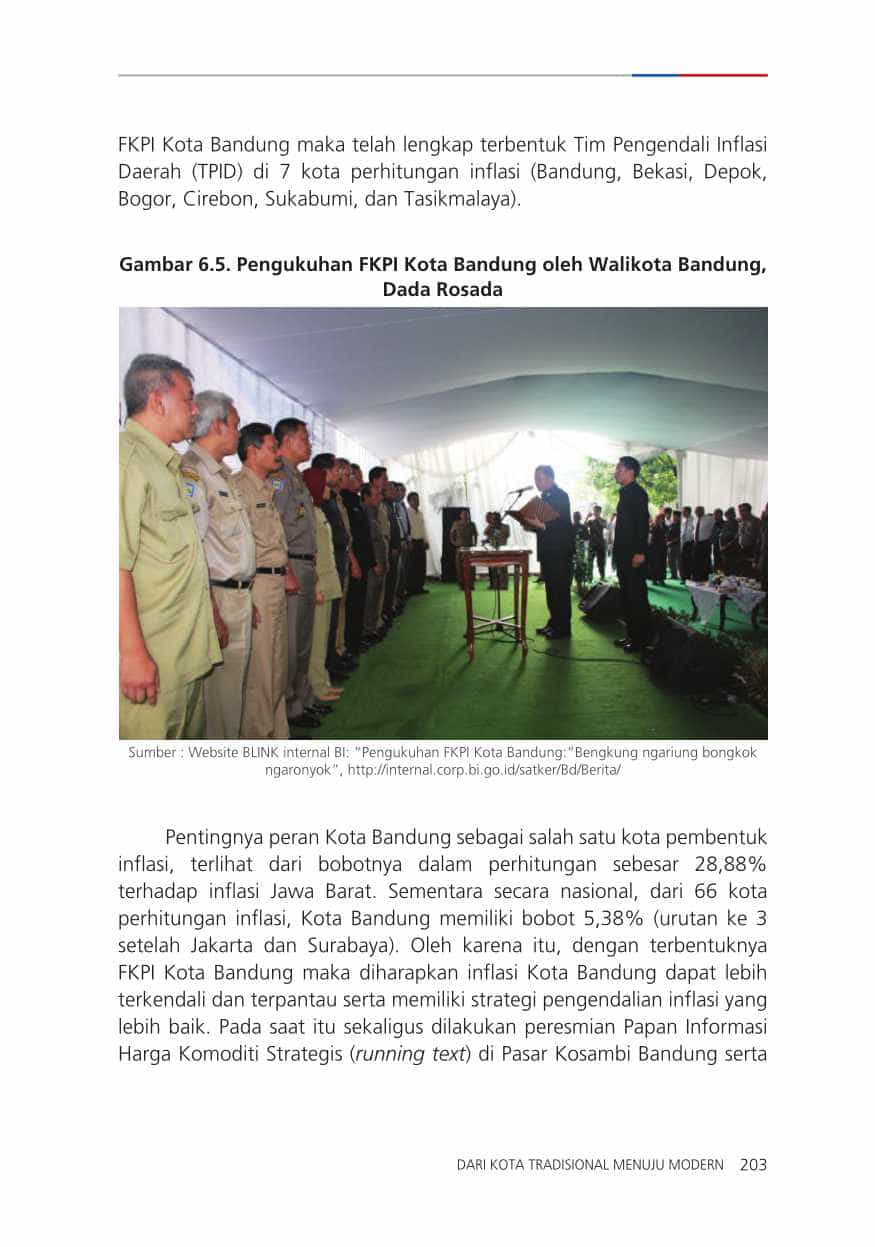 FKPI Kota Bandung maka telah lengkap terbentuk Tim Pengendali Inflasi
Daerah (TPID) di 7 kota perhitungan inflasi (Bandung, Bekasi, Depok,
Bogor, Cirebon, Sukabumi, dan Tasikmalaya).
Gambar 6.5. Pengukuhan FKPI Kota Bandung oleh Walikota Bandung,
Dada Rosada
Sumber : Website BLINK internal BI: “Pengukuhan FKPI Kota Bandung:“Bengkung ngariung bongkok
ngaronyok”, http://internal.corp.bi.go.id/satker/Bd/Berita/
Pentingnya peran Kota Bandung sebagai salah satu kota pembentuk
inflasi, terlihat dari bobotnya dalam perhitungan sebesar 28,88%
terhadap inflasi Jawa Barat. Sementara secara nasional, dari 66 kota
perhitungan inflasi, Kota Bandung memiliki bobot 5,38% (urutan ke 3
setelah Jakarta dan Surabaya). Oleh karena itu, dengan terbentuknya
FKPI Kota Bandung maka diharapkan inflasi Kota Bandung dapat lebih
terkendali dan terpantau serta memiliki strategi pengendalian inflasi yang
lebih baik. Pada saat itu sekaligus dilakukan peresmian Papan Informasi
Harga Komoditi Strategis (running text) di Pasar Kosambi Bandung serta
DARI KOTA TRADISIONAL MENUJU MODERN 203